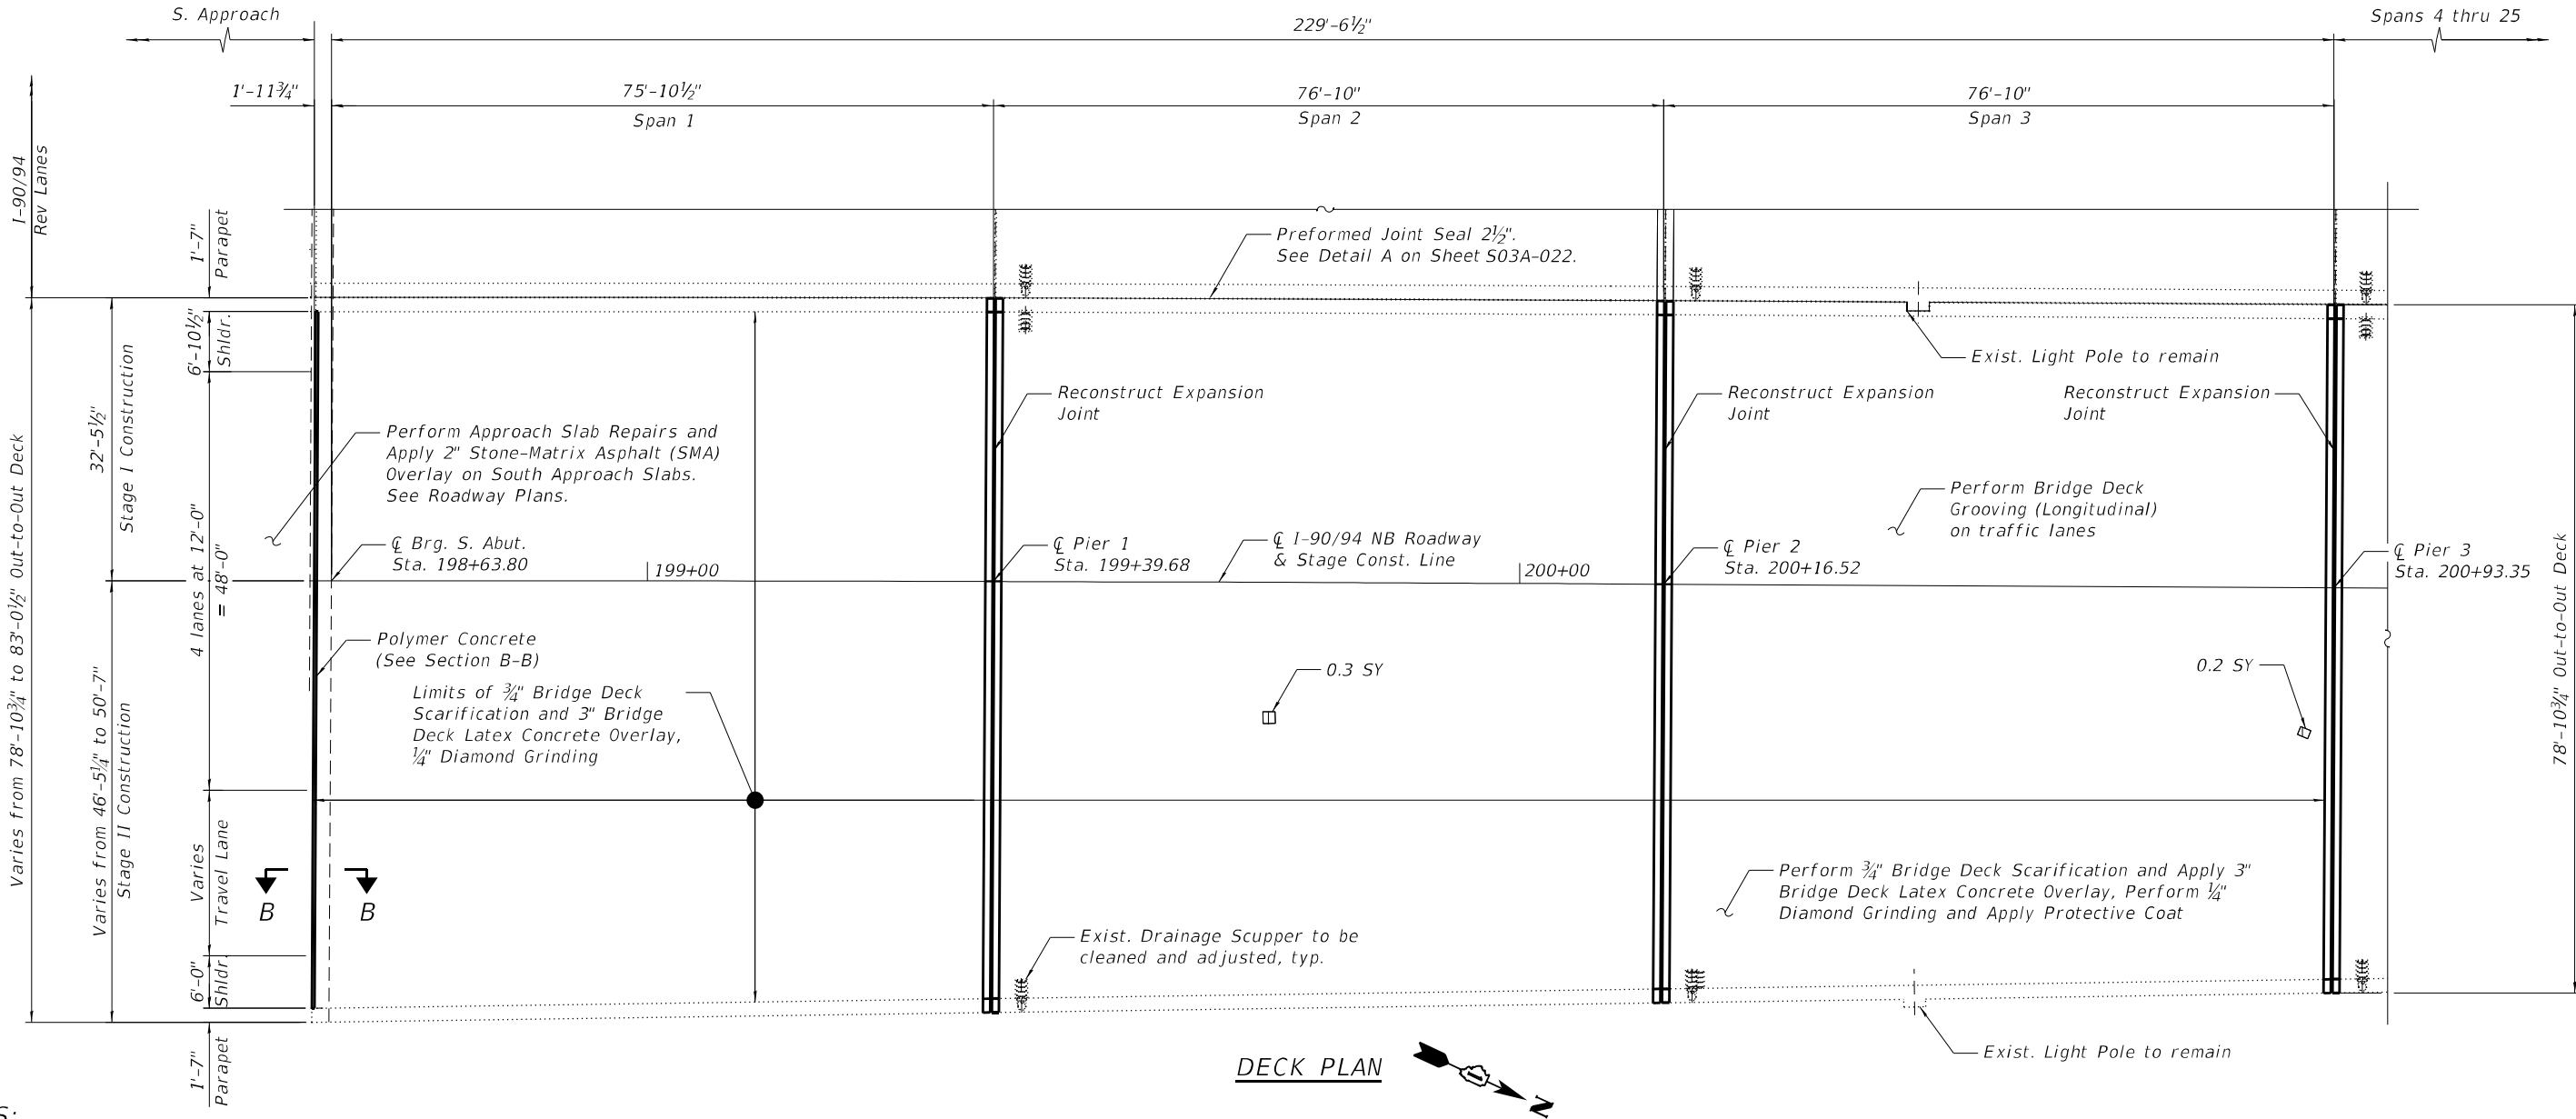 S. Approach
229'-6½"
Spans 4 thru 25
1'-11¾"
75'-10½"
Span 1
76'-10"
Span 2
76'-10"
Span 3
I-90/94
Rev Lanes
1'-7"
Parapet
Preformed Joint Seal 2½".
See Detail A on Sheet S03A-022.
6'-10½"
Shldr.
Exist. Light Pole to remain
32'-5½"
Stage I Construction
Reconstruct Expansion
Joint
Reconstruct Expansion
Joint
Reconstruct Expansion
Joint
Perform Approach Slab Repairs and
Apply 2" Stone-Matrix Asphalt (SMA)
Overlay on South Approach Slabs.
See Roadway Plans.
Perform Bridge Deck
Grooving (Longitudinal)
on traffic lanes
Varies from 78'-10¾" to 83'-0½" Out-to-Out Deck
4 lanes at 12'-0"
= 48'-0"
℄ Brg. S. Abut.
Sta. 198+63.80
199+00
℄ Pier 1
Sta. 199+39.68
℄ I-90/94 NB Roadway
& Stage Const. Line
200+00
℄ Pier 2
Sta. 200+16.52
℄ Pier 3
Sta. 200+93.35
Polymer Concrete
(See Section B-B)
0.3 SY
0.2 SY
78'-10¾" Out-to-Out Deck
Limits of ¾" Bridge Deck
Scarification and 3" Bridge
Deck Latex Concrete Overlay,
¼" Diamond Grinding
Varies from 46'-5¼" to 50'-7"
Stage II Construction
Varies
Travel Lane
B
B
Perform ¾" Bridge Deck Scarification and Apply 3"
Bridge Deck Latex Concrete Overlay, Perform ¼"
Diamond Grinding and Apply Protective Coat
Exist. Drainage Scupper to be
cleaned and adjusted, typ.
6'-0"
Shldr.
1'-7"
Parapet
Exist. Light Pole to remain
DECK PLAN
N